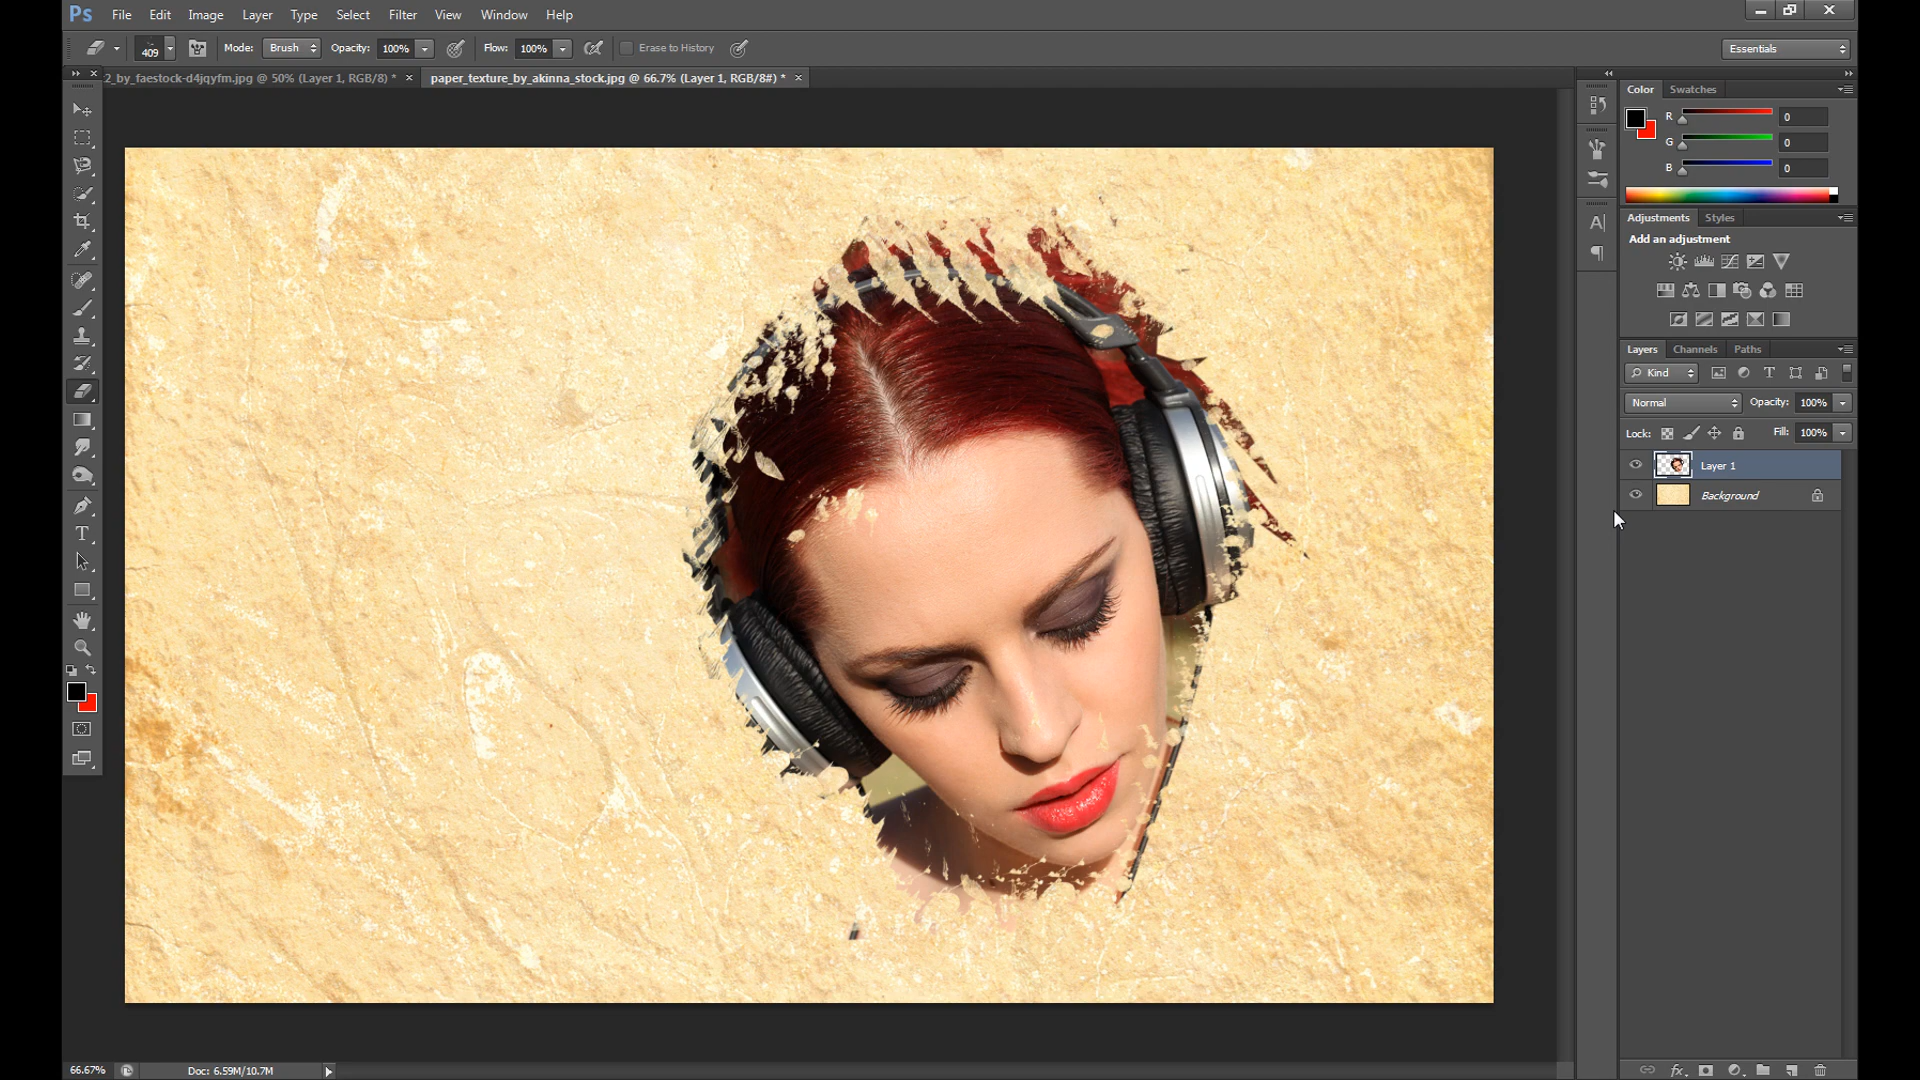 Ps File Edit Image Layer Type Select Filter View Window Help
409 Mode: Brush Opacity: 100% Flow: 100% Erase to History Essentials
2_by_faestock-d4jqyfm.jpg @ 50% (Layer 1, RGB/8) * × paper_texture_by_akinna_stock.jpg @ 66.7% (Layer 1, RGB/8#) * ×
Color Swatches
R 0
G 0
B 0
Adjustments Styles
Add an adjustment
Layers Channels Paths
Kind
Normal Opacity: 100%
Lock: Fill: 100%
Layer 1
Background
66.67% Doc: 6.59M/10.7M